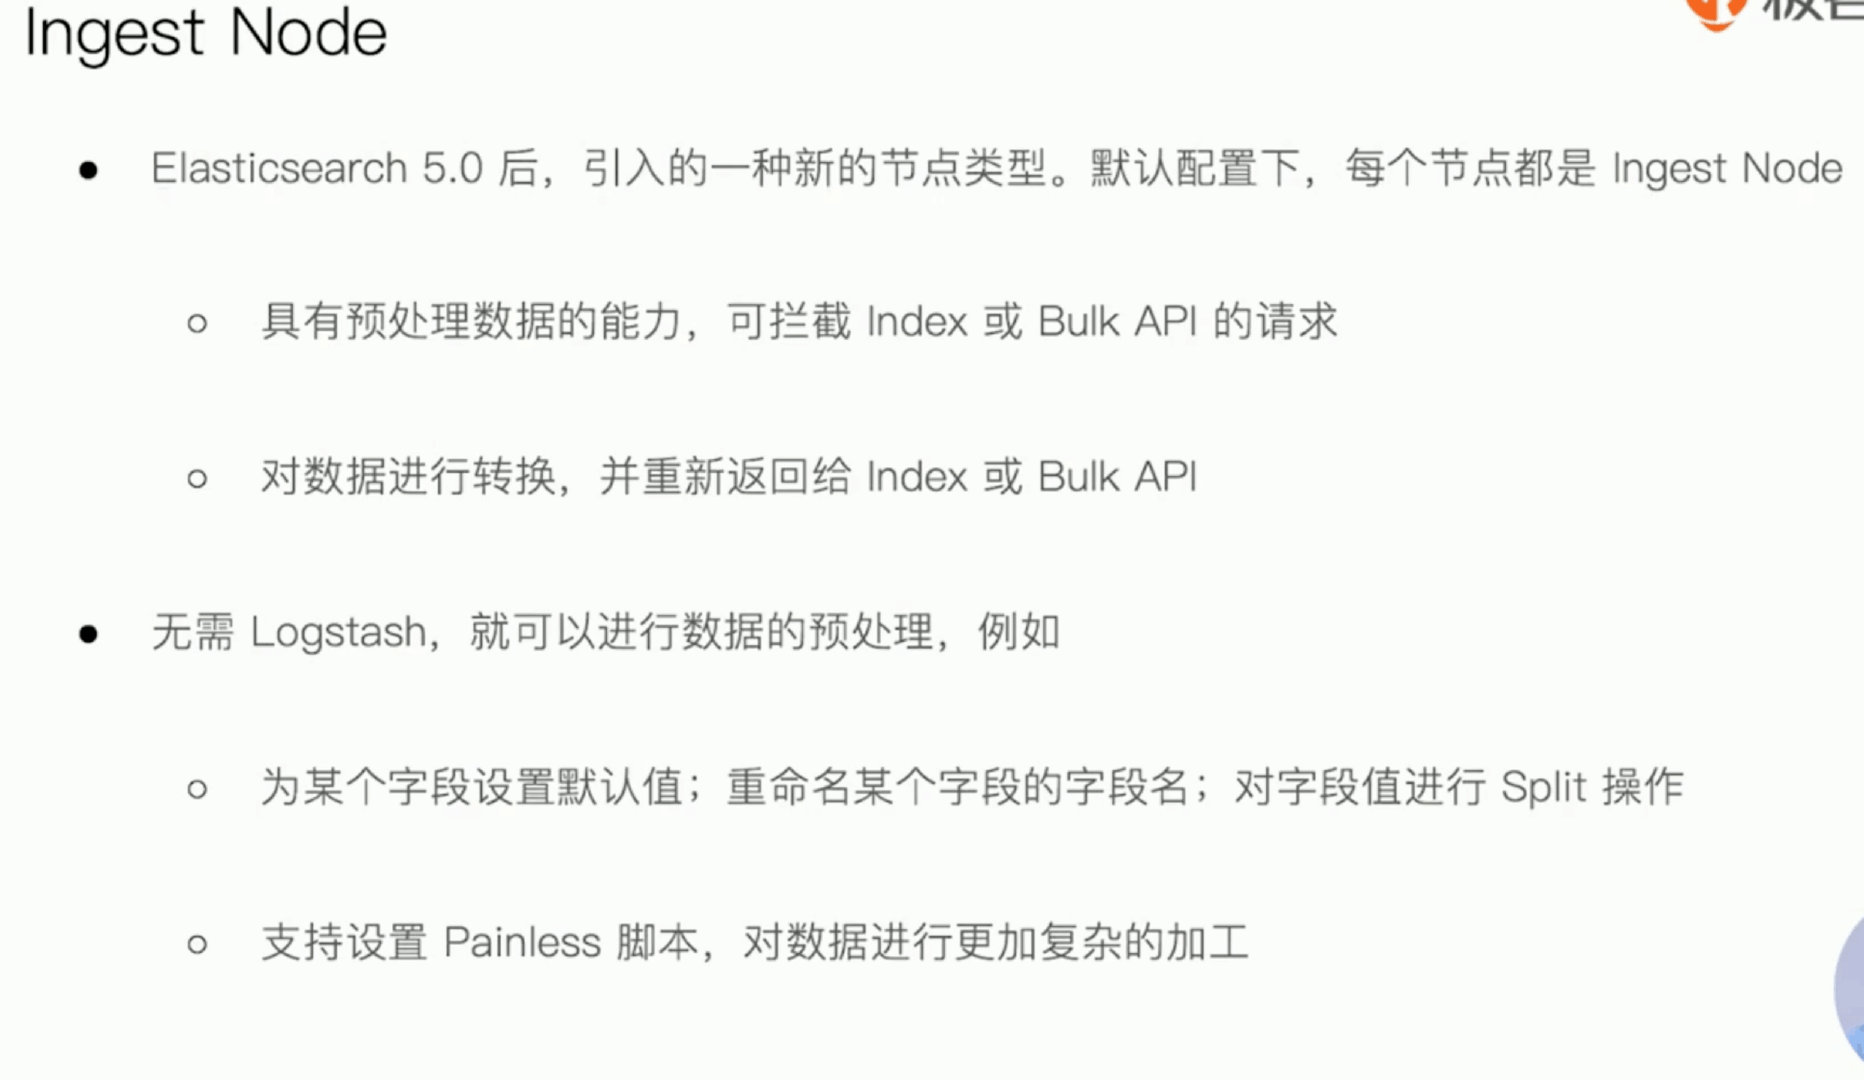 Ingest Node
Elasticsearch 5.0 后，引入的一种新的节点类型。默认配置下，每个节点都是 Ingest Node
具有预处理数据的能力，可拦截 Index 或 Bulk API 的请求
对数据进行转换，并重新返回给 Index 或 Bulk API
无需 Logstash，就可以进行数据的预处理，例如
为某个字段设置默认值；重命名某个字段的字段名；对字段值进行 Split 操作
支持设置 Painless 脚本，对数据进行更加复杂的加工